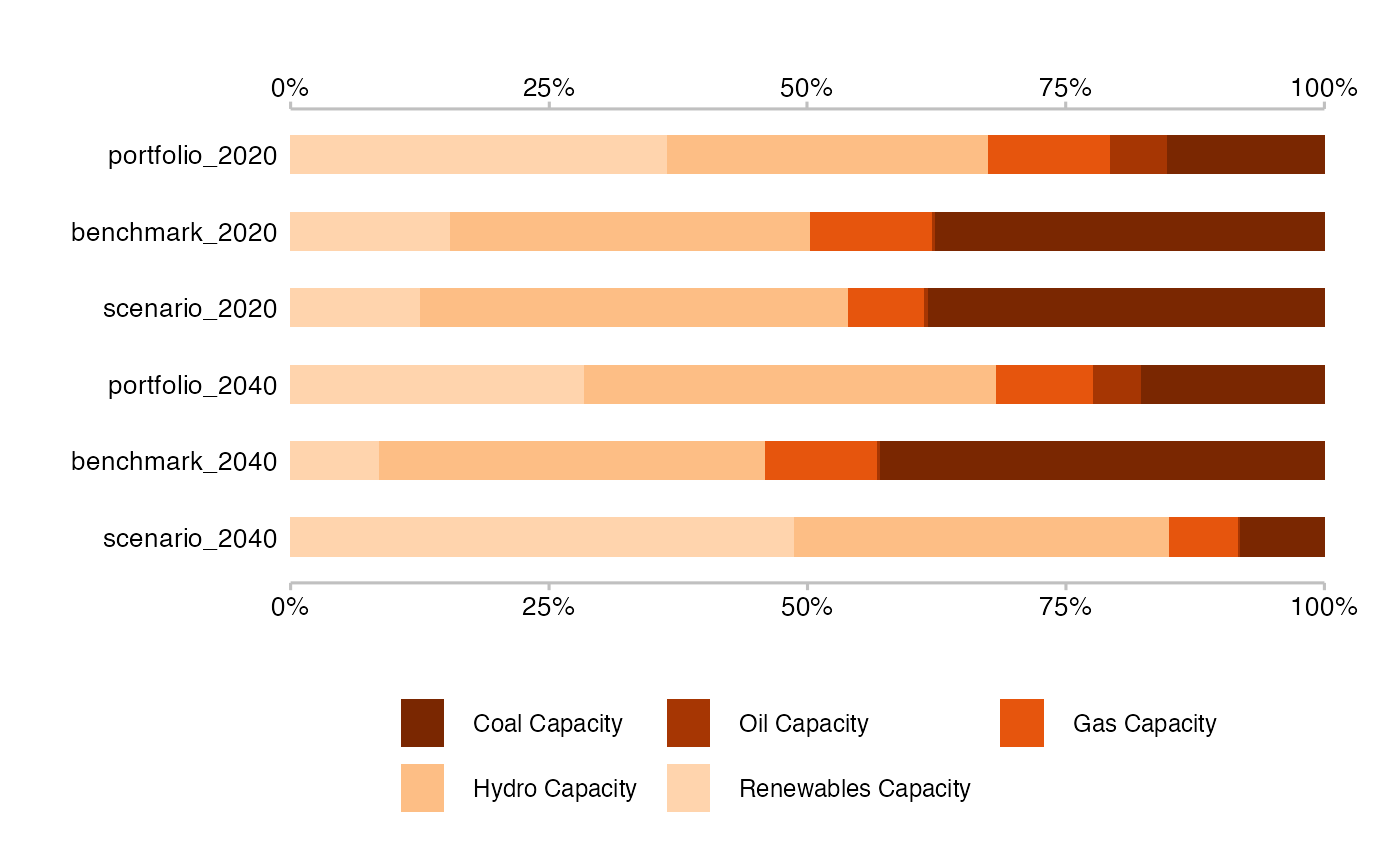 0% 25% 50% 75% 100%
portfolio_2020
benchmark_2020
scenario_2020
portfolio_2040
benchmark_2040
scenario_2040
0% 25% 50% 75% 100%
Coal Capacity Oil Capacity Gas Capacity
Hydro Capacity Renewables Capacity